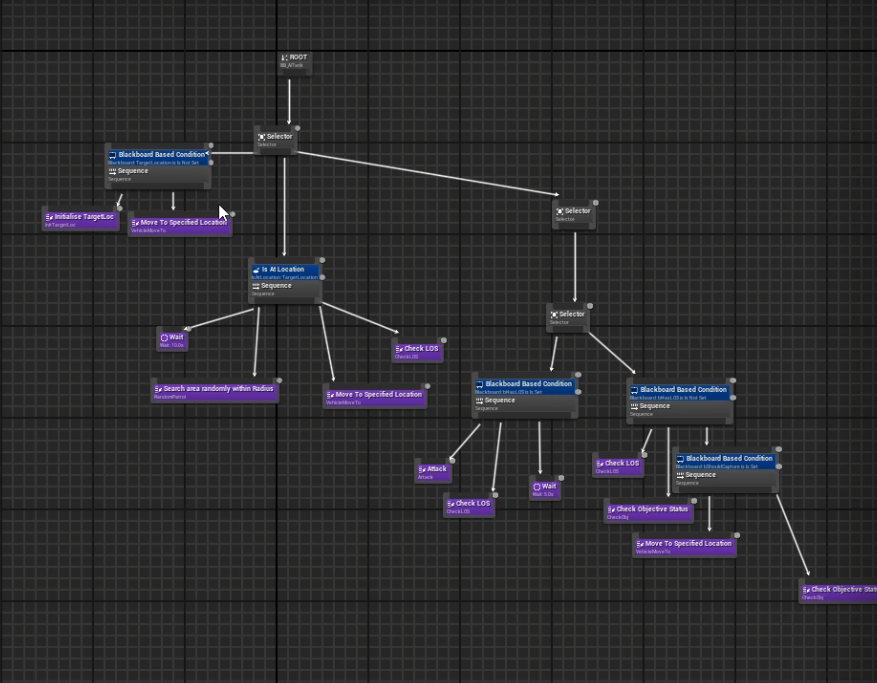 ROOT
BB_AITank
Selector
Selector
Blackboard Based Condition
Blackboard: TargetLocation is Is Not Set
Sequence
Sequence
Initialise TargetLoc
InitTargetLoc
Move To Specified Location
VehicleMoveTo
Selector
Selector
Is At Location
IsAtLocation: TargetLocation
Sequence
Sequence
Selector
Selector
Wait
Wait: 10.0s
Check LOS
CheckLOS
Search area randomly within Radius
RandomPatrol
Move To Specified Location
VehicleMoveTo
Blackboard Based Condition
Blackboard: bHasLOS is Is Set
Sequence
Sequence
Blackboard Based Condition
Blackboard: bHasLOS is Is Not Set
Sequence
Sequence
Attack
Attack
Check LOS
CheckLOS
Wait
Wait: 5.0s
Check LOS
CheckLOS
Blackboard Based Condition
Blackboard: bShouldCapture is Is Set
Sequence
Sequence
Check Objective Status
CheckObj
Move To Specified Location
VehicleMoveTo
Check Objective Stat
CheckObj